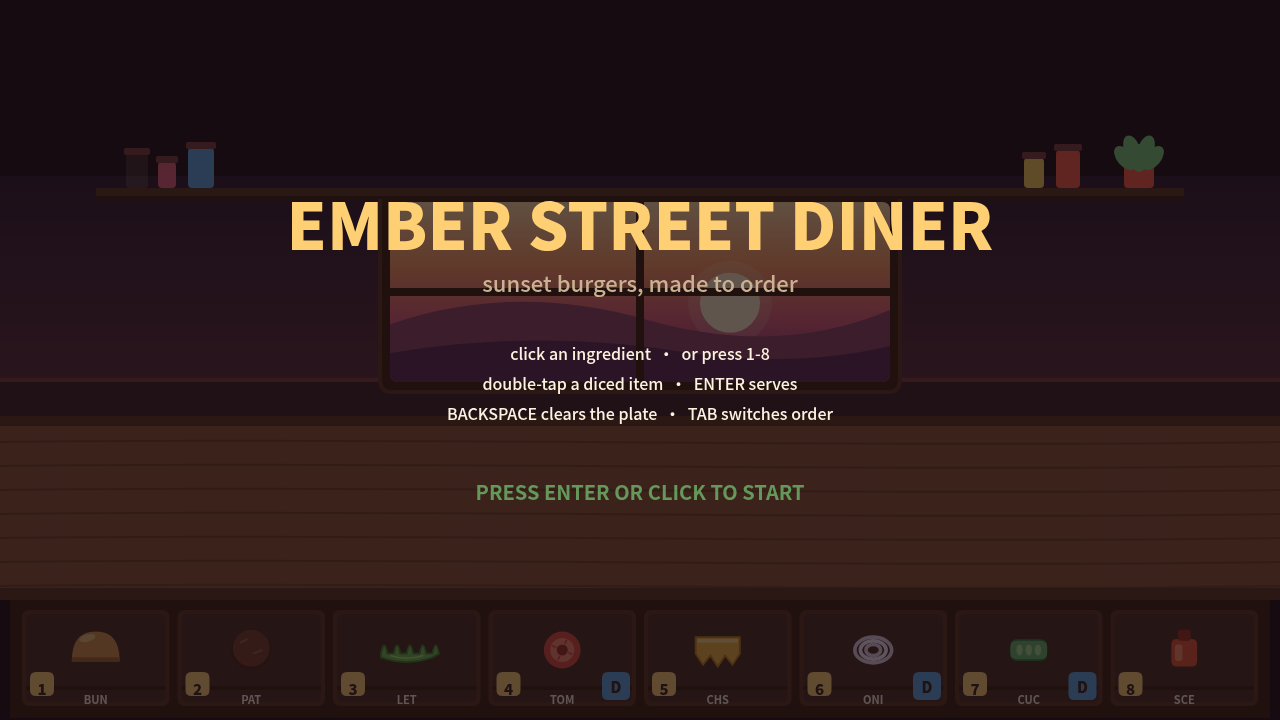 EMBER STREET DINER
sunset burgers, made to order
click an ingredient • or press 1-8
double-tap a diced item • ENTER serves
BACKSPACE clears the plate • TAB switches order
PRESS ENTER OR CLICK TO START
1 BUN
2 PAT
3 LET
4 TOM D
5 CHS
6 ONI D
7 CUC D
8 SCE